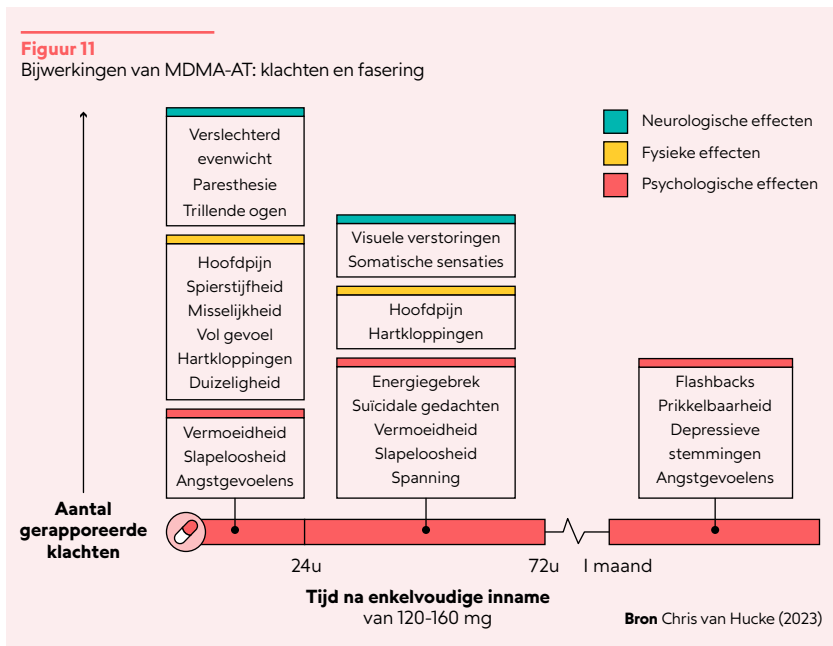 Figuur 11
Bijwerkingen van MDMA-AT: klachten en fasering
Neurologische effecten
Fysieke effecten
Psychologische effecten
Verslechterd
evenwicht
Paresthesie
Trillende ogen
Hoofdpijn
Spierstijfheid
Misselijkheid
Vol gevoel
Hartkloppingen
Duizeligheid
Vermoeidheid
Slapeloosheid
Angstgevoelens
Visuele verstoringen
Somatische sensaties
Hoofdpijn
Hartkloppingen
Energiegebrek
Suïcidale gedachten
Vermoeidheid
Slapeloosheid
Spanning
Flashbacks
Prikkelbaarheid
Depressieve
stemmingen
Angstgevoelens
Aantal
gerapporeerde
klachten
24u
72u
1 maand
Tijd na enkelvoudige inname
van 120-160 mg
Bron Chris van Hucke (2023)